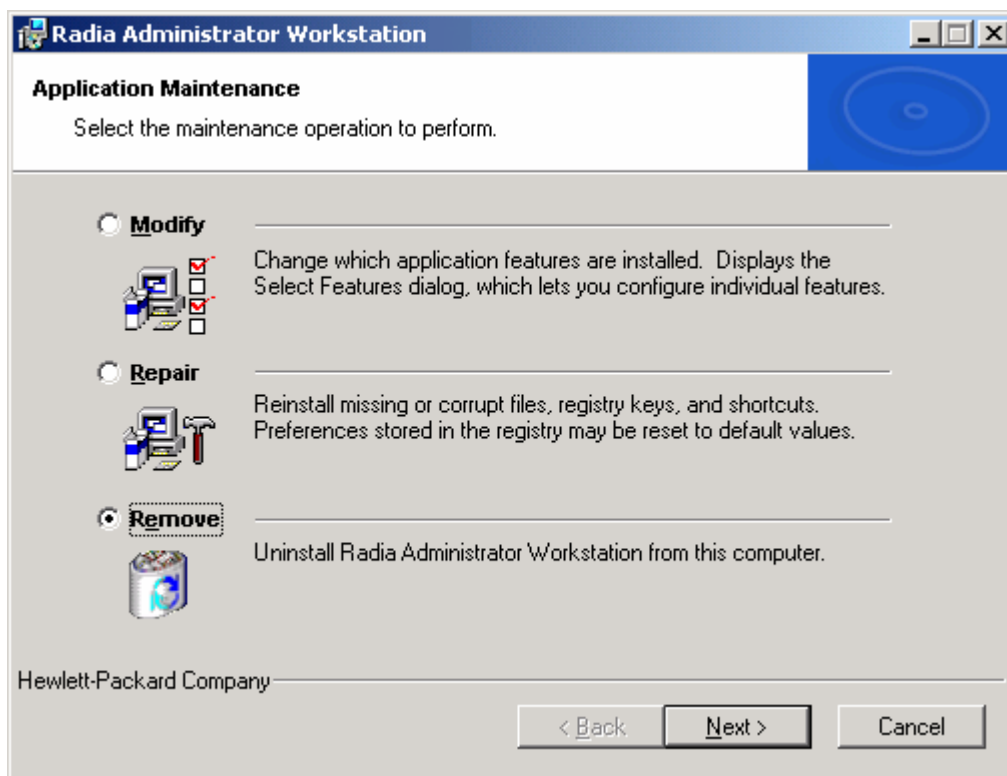 Radia Administrator Workstation
Application Maintenance
Select the maintenance operation to perform.
Modify
Change which application features are installed.  Displays the
Select Features dialog, which lets you configure individual features.
Repair
Reinstall missing or corrupt files, registry keys, and shortcuts.
Preferences stored in the registry may be reset to default values.
Remove
Uninstall Radia Administrator Workstation from this computer.
Hewlett-Packard Company
< Back Next > Cancel